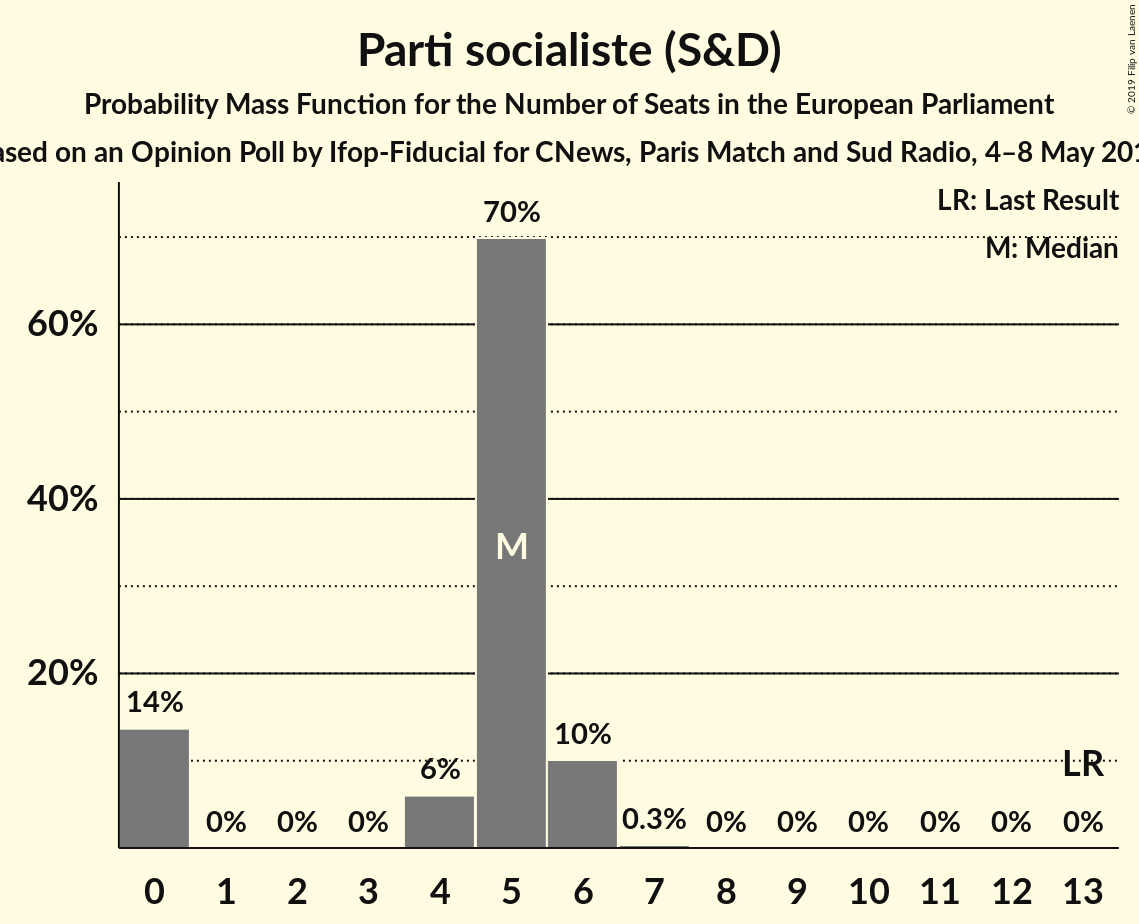 Parti socialiste (S&D)
Probability Mass Function for the Number of Seats in the European Parliament
ased on an Opinion Poll by Ifop-Fiducial for CNews, Paris Match and Sud Radio, 4–8 May 201
© 2019 Filip van Laenen
LR: Last Result
M: Median
70%
60%
40%
M
20%
14%
10%
6%
LR
0% 0% 0% 0.3% 0% 0% 0% 0% 0% 0%
0 1 2 3 4 5 6 7 8 9 10 11 12 13